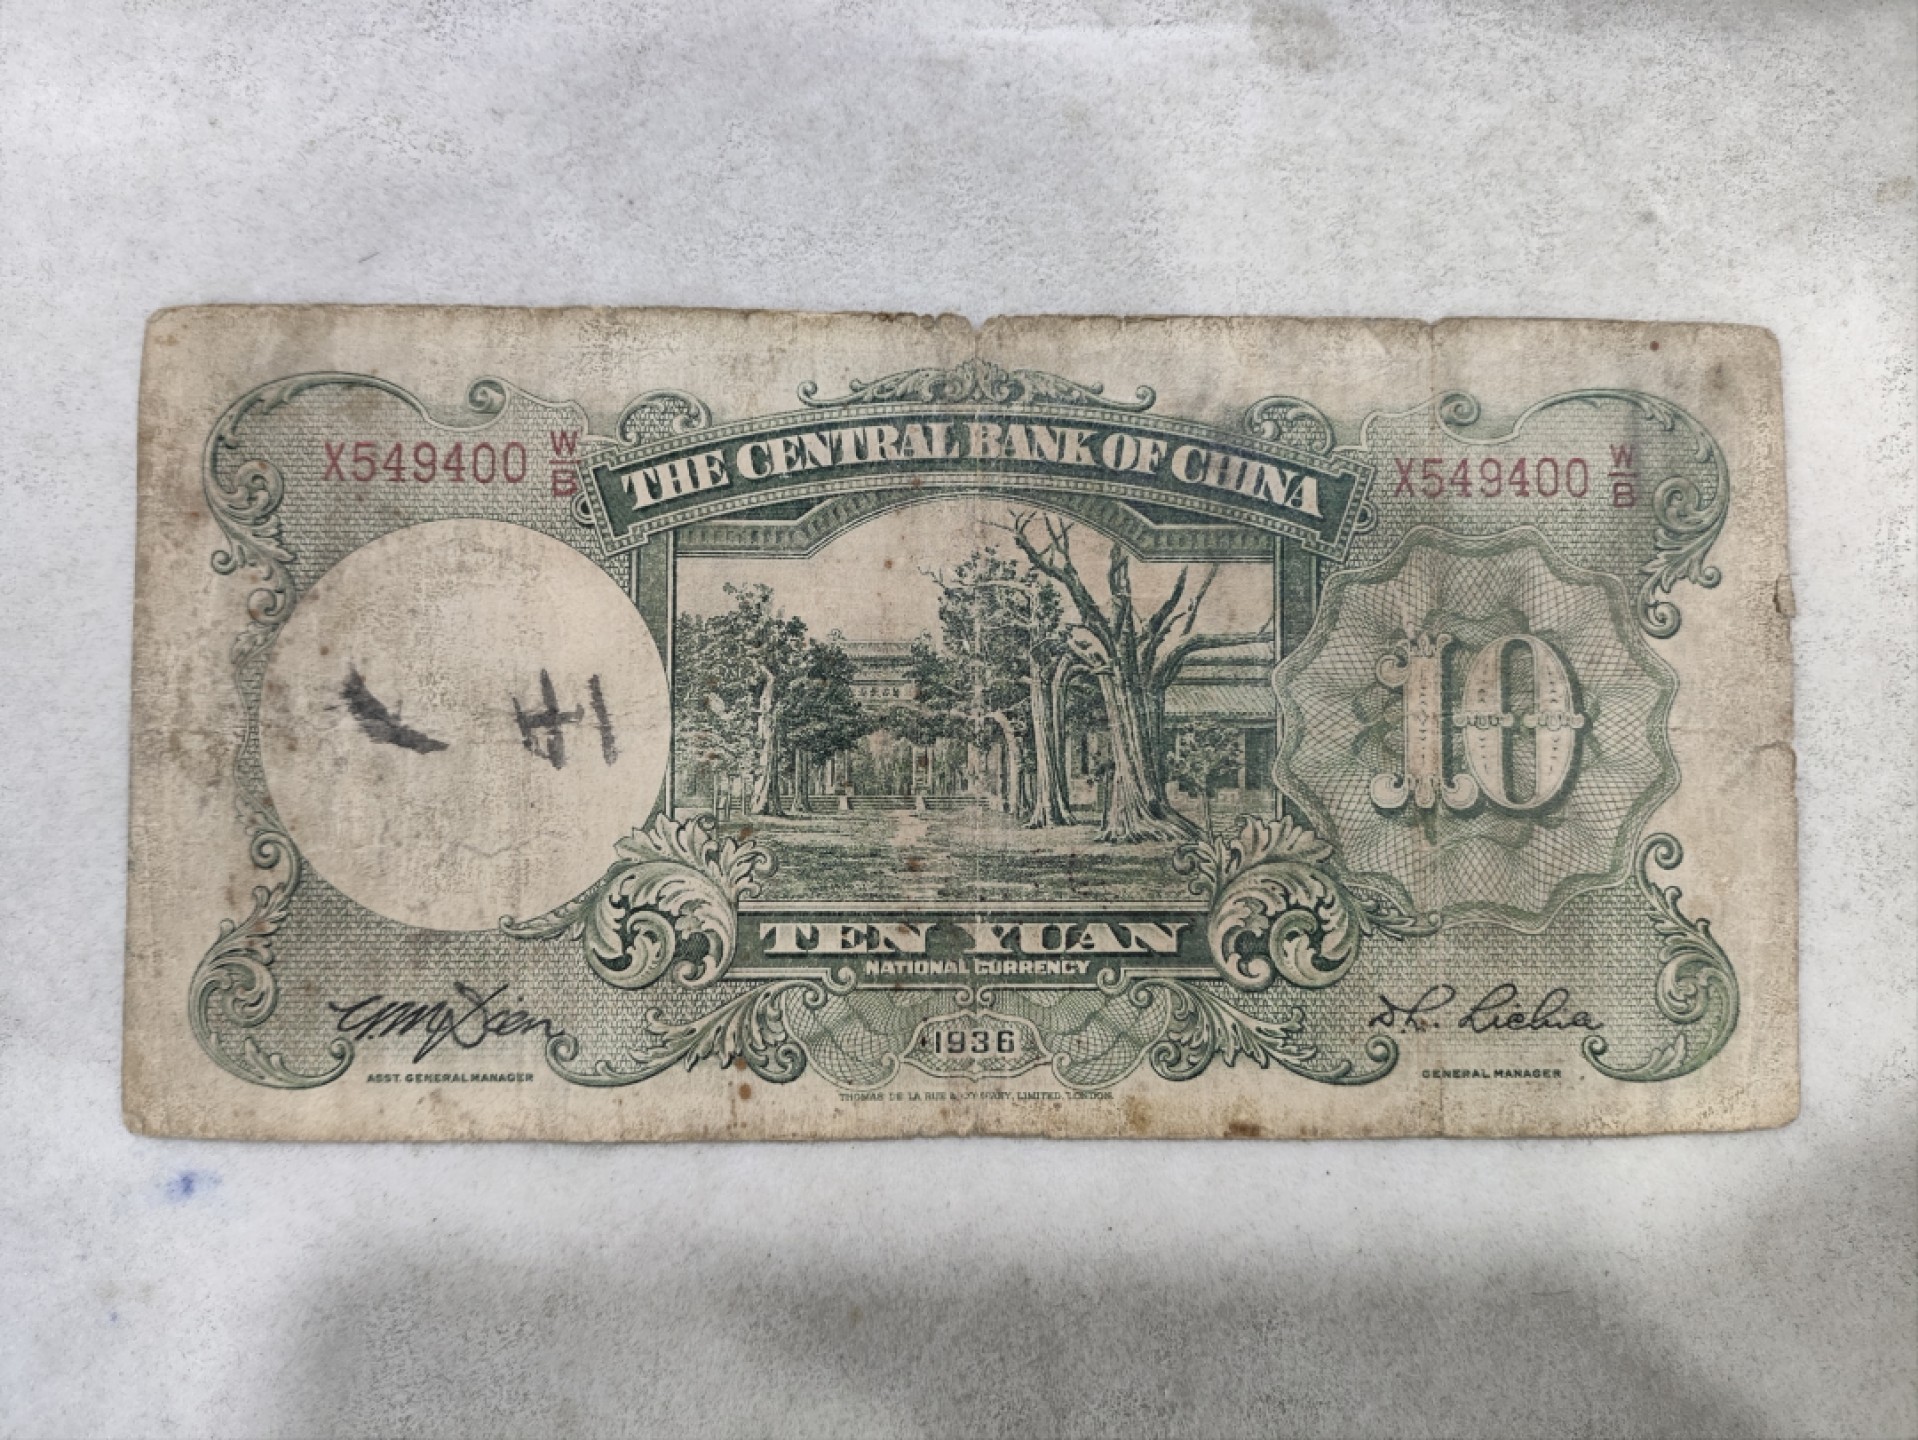 THE CENTRAL BANK OF CHINA
X549400 W/B
X549400 W/B
10
TEN YUAN
NATIONAL CURRENCY
1936
ASST. GENERAL MANAGER
GENERAL MANAGER
THOMAS DE LA RUE & COMPANY, LIMITED, LONDON.